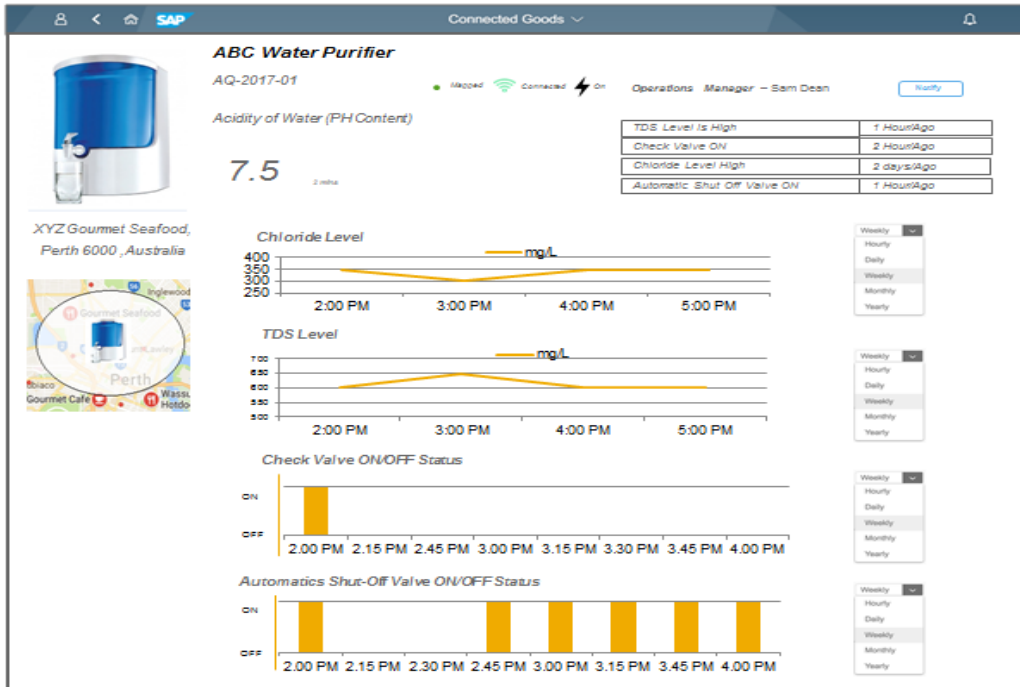 SAP
Connected Goods
ABC Water Purifier
AQ-2017-01
Mapped
Connected
On
Operations Manager – Sam Dean
Notify
Acidity of Water (PH Content)
7.5
2 mins
TDS Level Is High 1 Hour/Ago
Check Valve ON 2 Hour/Ago
Chloride Level High 2 days/Ago
Automatic Shut Off Valve ON 1 Hour/Ago
XYZ Gourmet Seafood,
Perth 6000 ,Australia
Inglewood
Gourmet Seafood
Perth
Gourmet Cafe
Hotdo
Chloride Level
mg/L
400
350
300
250
2:00 PM 3:00 PM 4:00 PM 5:00 PM
Weekly
Hourly
Daily
Weekly
Monthly
Yearly
TDS Level
mg/L
700
650
600
550
500
2:00 PM 3:00 PM 4:00 PM 5:00 PM
Weekly
Hourly
Daily
Weekly
Monthly
Yearly
Check Valve ON/OFF Status
ON
OFF
2.00 PM 2.15 PM 2.45 PM 3.00 PM 3.15 PM 3.30 PM 3.45 PM 4.00 PM
Weekly
Hourly
Daily
Weekly
Monthly
Yearly
Automatics Shut-Off Valve ON/OFF Status
ON
OFF
2.00 PM 2.15 PM 2.30 PM 2.45 PM 3.00 PM 3.15 PM 3.45 PM 4.00 PM
Weekly
Hourly
Daily
Weekly
Monthly
Yearly